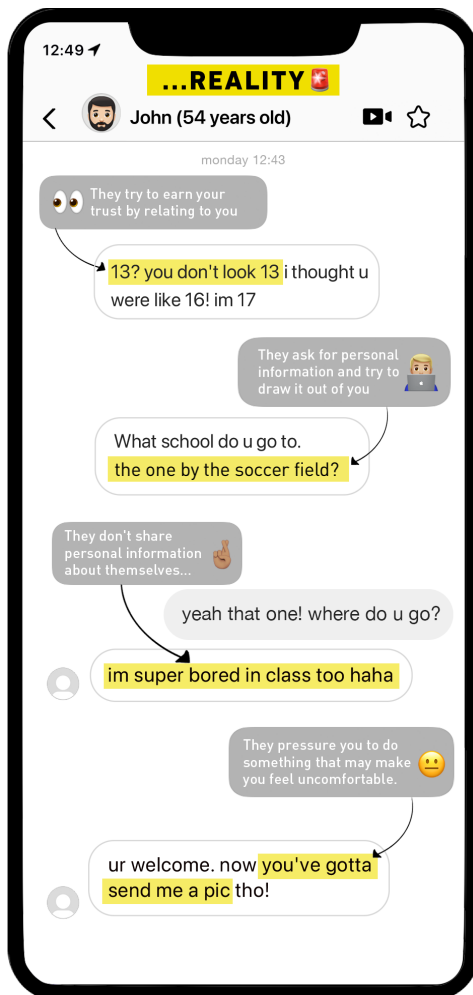 12:49
...REALITY🚨
John (54 years old)
monday 12:43
👀 They try to earn your
trust by relating to you
13? you don't look 13 i thought u
were like 16! im 17
They ask for personal
information and try to
draw it out of you
What school do u go to.
the one by the soccer field?
They don't share
personal information
about themselves...
yeah that one! where do u go?
im super bored in class too haha
They pressure you to do
something that may make
you feel uncomfortable.
ur welcome. now you've gotta
send me a pic tho!